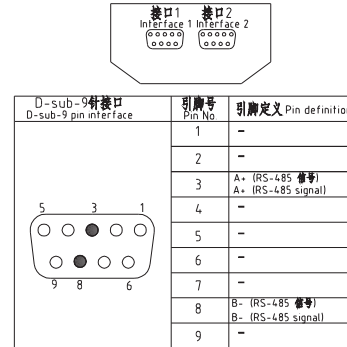 接口1 接口2
Interface 1 Interface 2
D-sub-9针接口 引脚号 引脚定义 Pin definition
D-sub-9 pin interface Pin No.
1 -
2 -
3 A+ (RS-485 信号)
A+ (RS-485 signal)
4 -
5 -
6 -
7 -
8 B- (RS-485 信号)
B- (RS-485 signal)
9 -
5 3 1
9 8 6